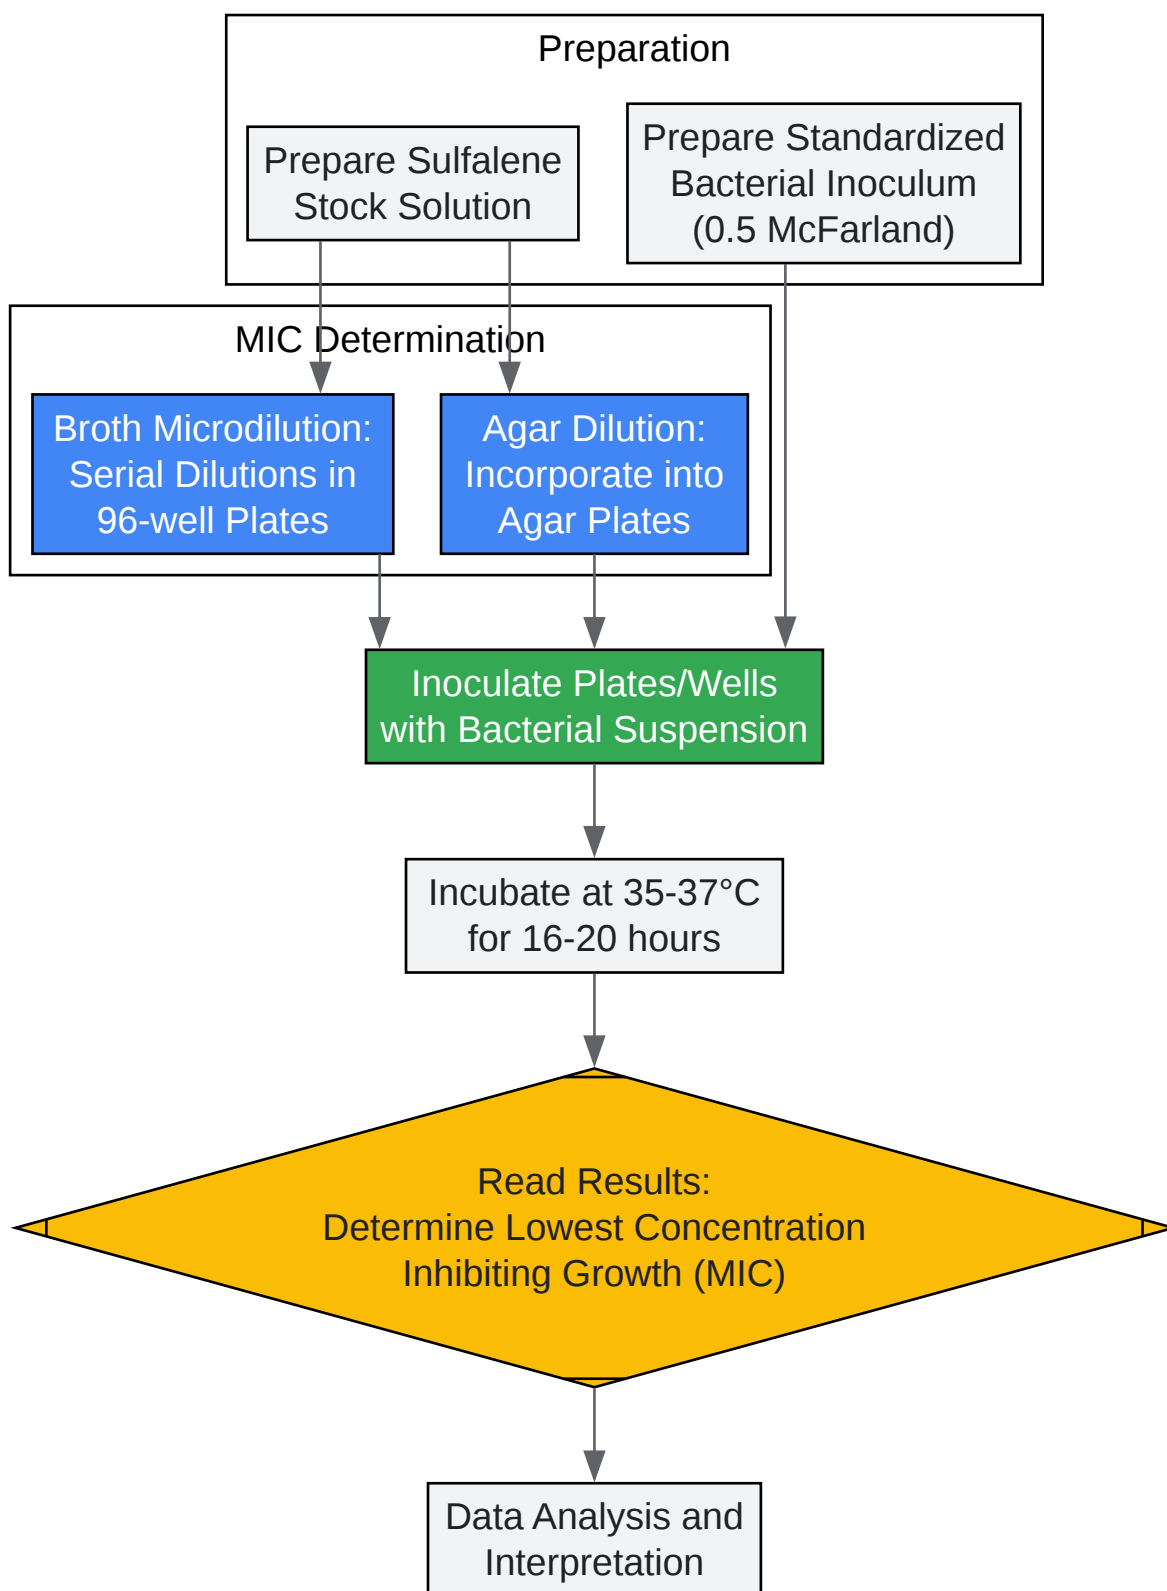 Preparation
Prepare Sulfalene
Stock Solution
Prepare Standardized
Bacterial Inoculum
(0.5 McFarland)
MIC Determination
Broth Microdilution:
Serial Dilutions in
96-well Plates
Agar Dilution:
Incorporate into
Agar Plates
Inoculate Plates/Wells
with Bacterial Suspension
Incubate at 35-37°C
for 16-20 hours
Read Results:
Determine Lowest Concentration
Inhibiting Growth (MIC)
Data Analysis and
Interpretation